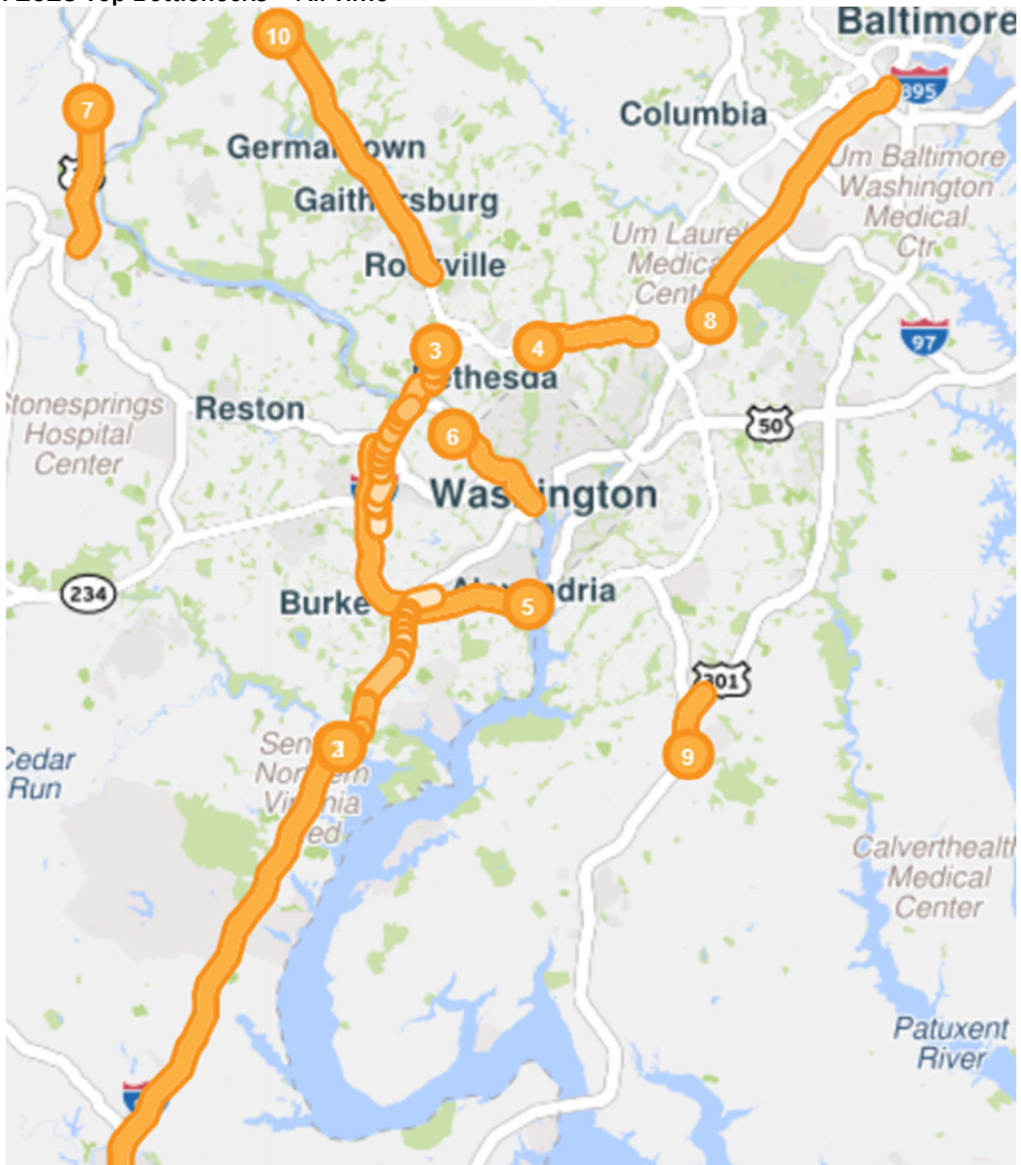 Baltimore
10
895
7
Columbia
Germantown
Um Baltimore
Washington
Medical
Ctr
Gaithersburg
Um Laurel
Medical
Center
Rockville
8
97
3
4
Bethesda
Stonesprings
Hospital
Center
Reston
50
6
Washington
234
Burke
Alexandria
5
301
9
Cedar
Run
Calverthealth
Medical
Center
Patuxent
River